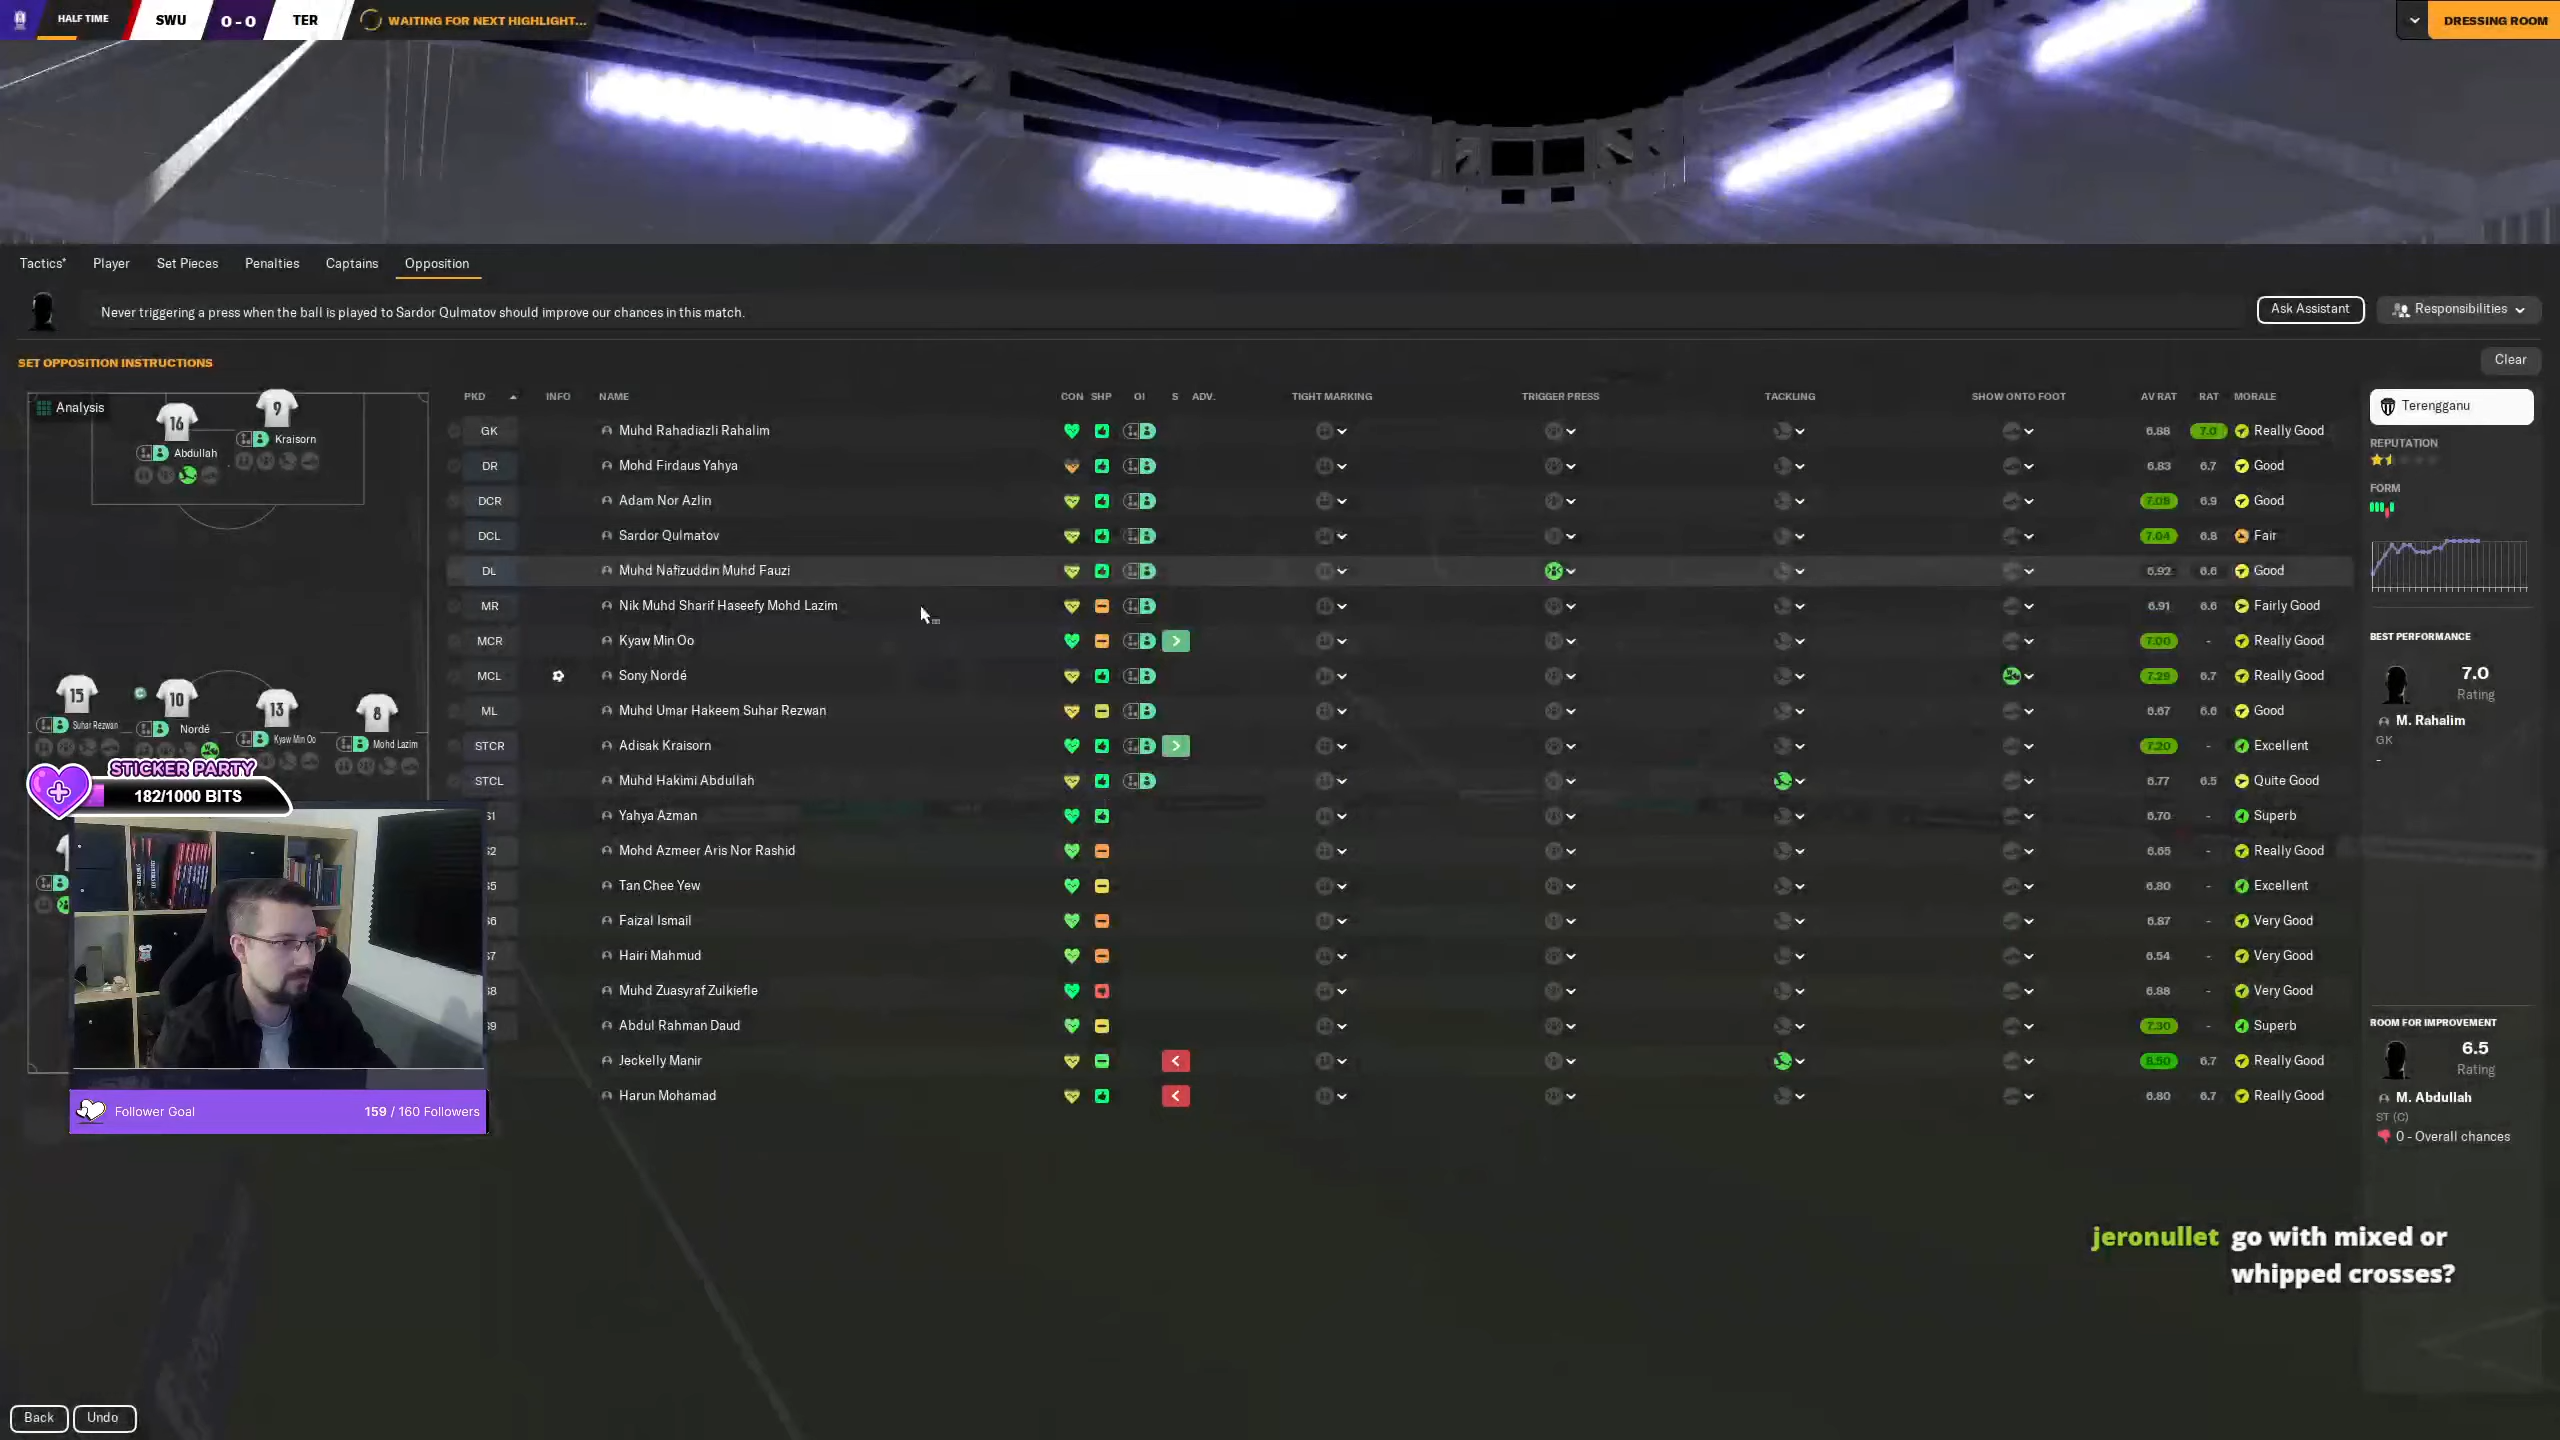 HALF TIME SWU 0 - 0 TER WAITING FOR NEXT HIGHLIGHT... DRESSING ROOM
Tactics* Player Set Pieces Penalties Captains Opposition
Never triggering a press when the ball is played to Sardor Qulmatov should improve our chances in this match. Ask Assistant Responsibilities
SET OPPOSITION INSTRUCTIONS Clear
PKD INFO NAME CON SHP OI S ADV. TIGHT MARKING TRIGGER PRESS TACKLING SHOW ONTO FOOT AV RAT RAT MORALE
GK Muhd Rahadiazli Rahalim 6.88 7.0 Really Good
DR Mohd Firdaus Yahya 6.83 6.7 Good
DCR Adam Nor Azlin 7.09 6.9 Good
DCL Sardor Qulmatov 7.04 6.8 Fair
DL Muhd Nafizuddin Muhd Fauzi 6.92 6.6 Good
MR Nik Muhd Sharif Haseefy Mohd Lazim 6.91 6.6 Fairly Good
MCR Kyaw Min Oo 7.00 - Really Good
MCL Sony Nordé 7.29 6.7 Really Good
ML Muhd Umar Hakeem Suhar Rezwan 6.67 6.6 Good
STCR Adisak Kraisorn 7.20 - Excellent
STCL Muhd Hakimi Abdullah 6.77 6.5 Quite Good
Yahya Azman 6.70 - Superb
Mohd Azmeer Aris Nor Rashid 6.65 - Really Good
Tan Chee Yew 6.80 - Excellent
Faizal Ismail 6.87 - Very Good
Hairi Mahmud 6.54 - Very Good
Muhd Zuasyraf Zulkiefle 6.88 - Very Good
Abdul Rahman Daud 7.30 - Superb
Jeckelly Manir 6.7 Really Good
Harun Mohamad 6.80 6.7 Really Good
Analysis
16 9
Abdullah Kraisorn
15 10 13 8
Suhar Rezwan Nordé Kyaw Min Oo Mohd Lazim
STICKER PARTY
182/1000 BITS
Follower Goal 159 / 160 Followers
Terengganu
REPUTATION
FORM
BEST PERFORMANCE
7.0
Rating
M. Rahalim
GK
-
ROOM FOR IMPROVEMENT
6.5
Rating
M. Abdullah
ST (C)
0 - Overall chances
jeronullet go with mixed or
whipped crosses?
Back Undo